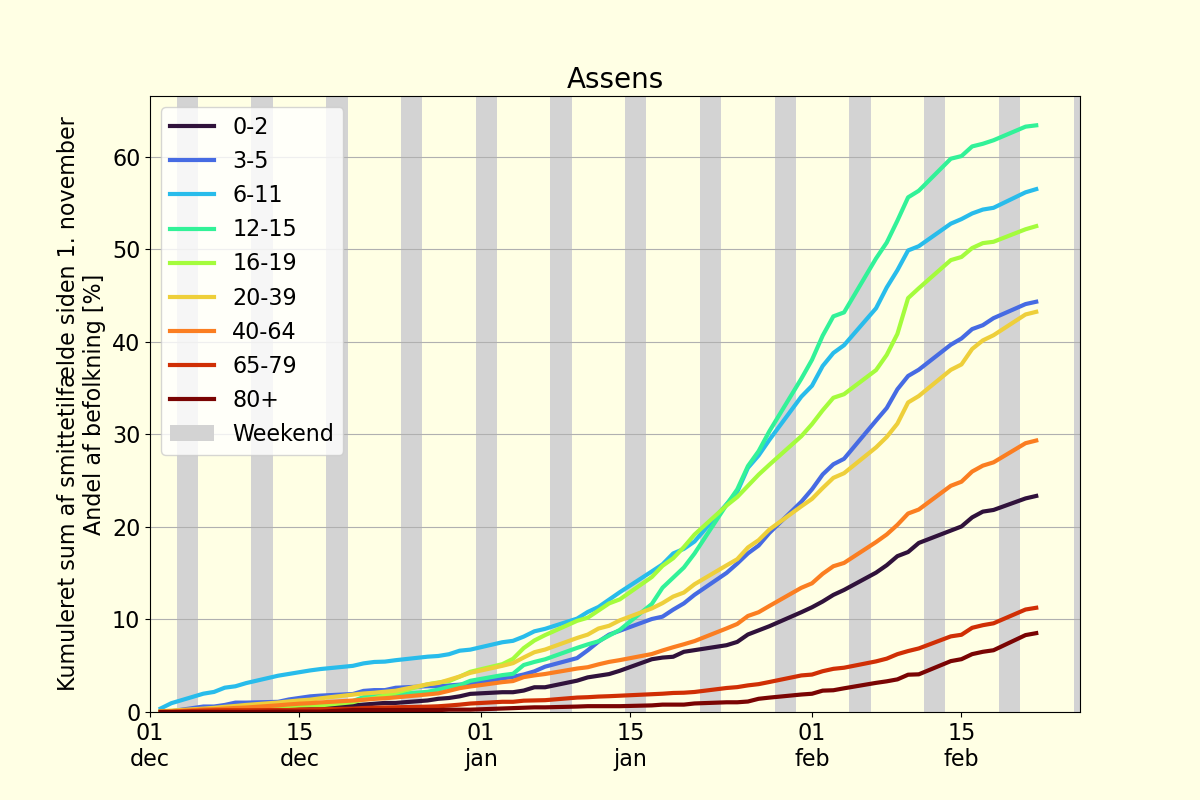 Assens
Kumuleret sum af smittetilfælde siden 1. november
Andel af befolkning [%]
60
50
40
30
20
10
0
0-2
3-5
6-11
12-15
16-19
20-39
40-64
65-79
80+
Weekend
01 15 01 15 01 15
dec dec jan jan feb feb